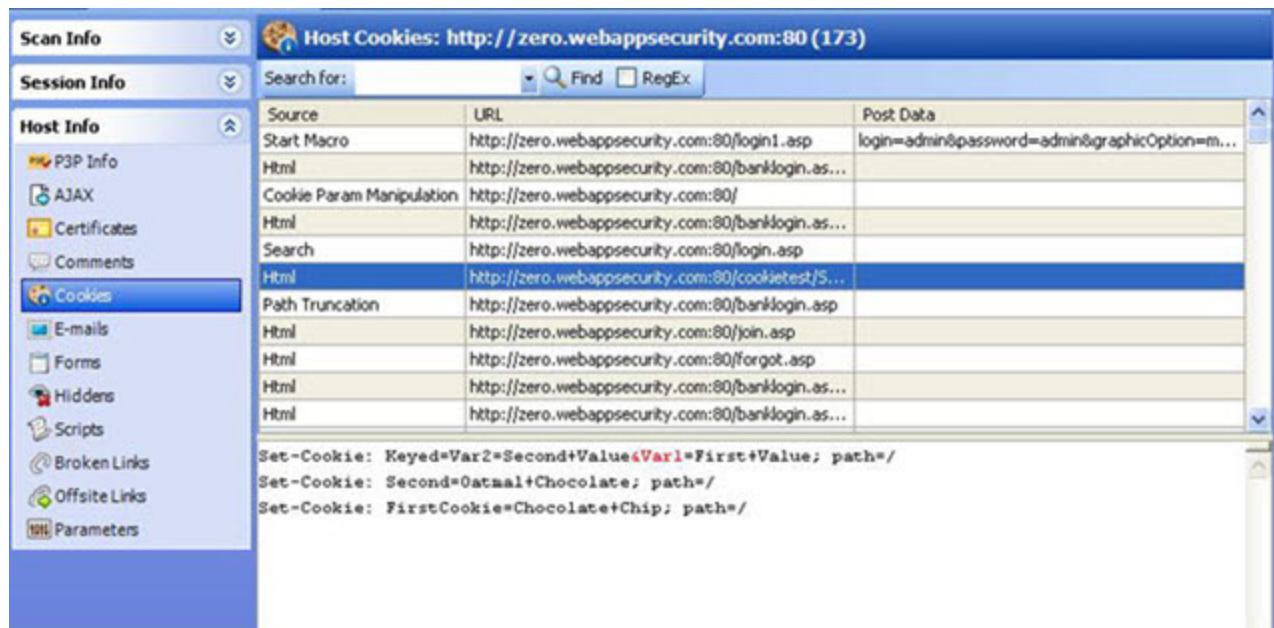 Scan Info
Session Info
Host Info
P3P Info
AJAX
Certificates
Comments
Cookies
E-mails
Forms
Hiddens
Scripts
Broken Links
Offsite Links
Parameters
Host Cookies: http://zero.webappsecurity.com:80 (173)
Search for: Find RegEx
Source URL Post Data
Start Macro http://zero.webappsecurity.com:80/login1.asp login=admin&password=admin&graphicOption=m...
Html http://zero.webappsecurity.com:80/banklogin.as...
Cookie Param Manipulation http://zero.webappsecurity.com:80/
Html http://zero.webappsecurity.com:80/banklogin.as...
Search http://zero.webappsecurity.com:80/login.asp
Html http://zero.webappsecurity.com:80/cookietest/S...
Path Truncation http://zero.webappsecurity.com:80/banklogin.asp
Html http://zero.webappsecurity.com:80/join.asp
Html http://zero.webappsecurity.com:80/forgot.asp
Html http://zero.webappsecurity.com:80/banklogin.as...
Html http://zero.webappsecurity.com:80/banklogin.as...
Set-Cookie: Keyed=Var2=Second+Value&Var1=First+Value; path=/
Set-Cookie: Second=Oatmal+Chocolate; path=/
Set-Cookie: FirstCookie=Chocolate+Chip; path=/